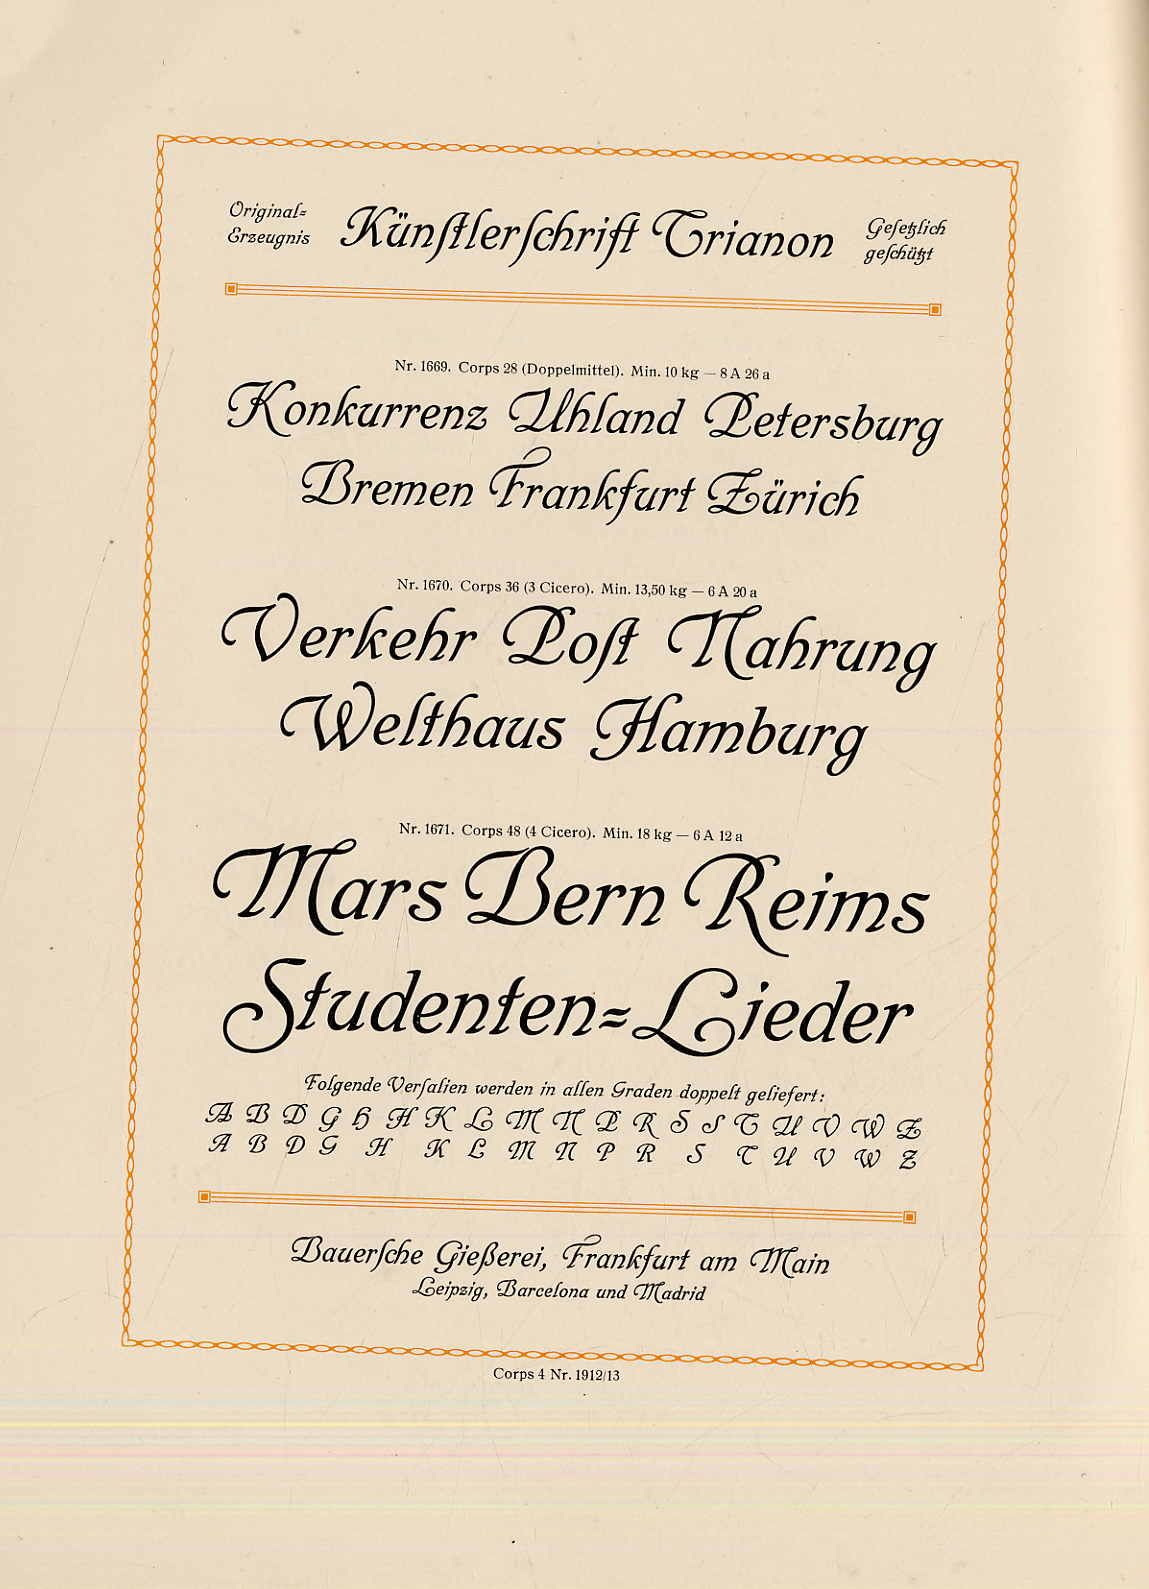 Original=
Erzeugnis
Künſtlerſchrift Trianon
Geſetzlich
geſchützt
Nr. 1669. Corps 28 (Doppelmittel). Min. 10 kg — 8 A 26 a
Konkurrenz Uhland Petersburg
Bremen Frankfurt Zürich
Nr. 1670. Corps 36 (3 Cicero). Min. 13,50 kg — 6 A 20 a
Verkehr Poſt Nahrung
Welthaus Hamburg
Nr. 1671. Corps 48 (4 Cicero). Min. 18 kg — 6 A 12 a
Mars Bern Reims
Studenten=Lieder
Folgende Verſalien werden in allen Graden doppelt geliefert:
A B D G H H K L M N P R S S T U V W Z
A B D G H K L M N P R S T U V W Z
Bauerſche Gießerei, Frankfurt am Main
Leipzig, Barcelona und Madrid
Corps 4 Nr. 1912/13